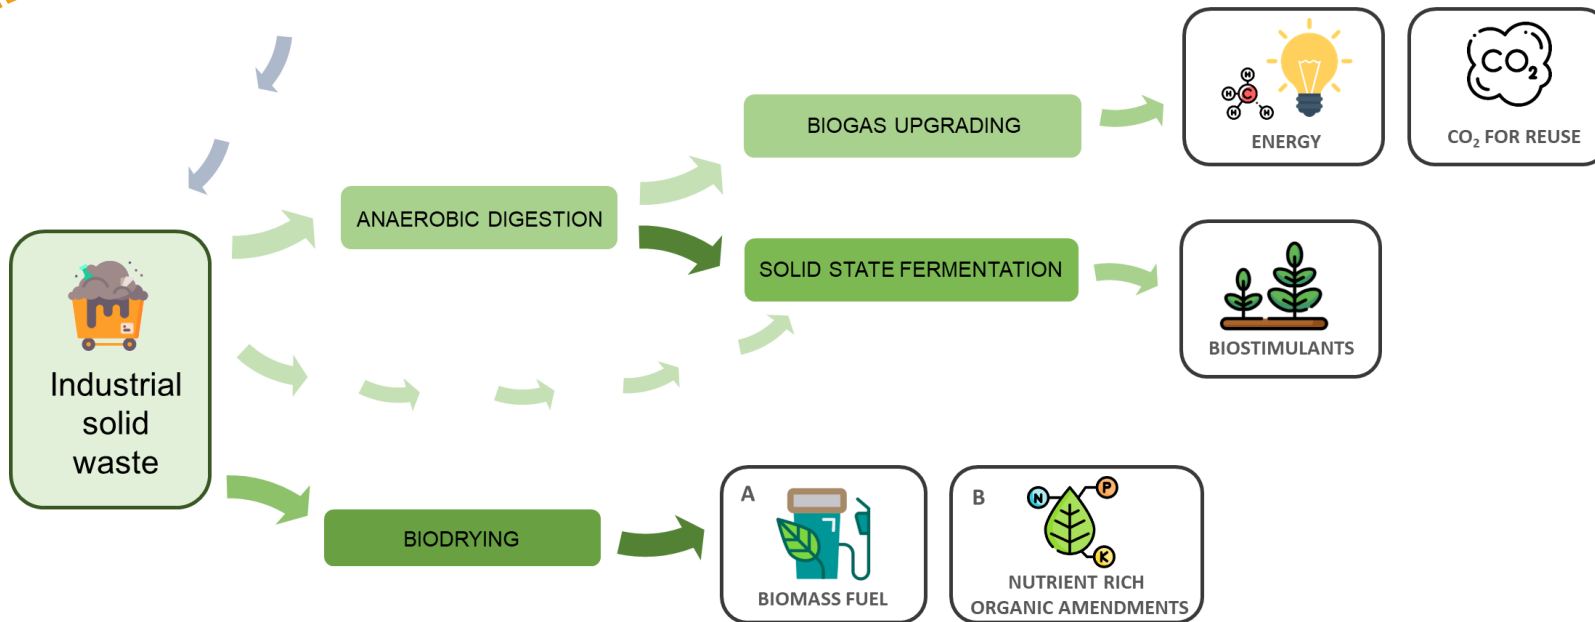 BIOGAS UPGRADING
H
H
C
H
H
ENERGY
CO₂
CO₂ FOR REUSE
ANAEROBIC DIGESTION
SOLID STATE FERMENTATION
BIOSTIMULANTS
Industrial
solid
waste
BIODRYING
A
BIOMASS FUEL
B
N
P
K
NUTRIENT RICH
ORGANIC AMENDMENTS